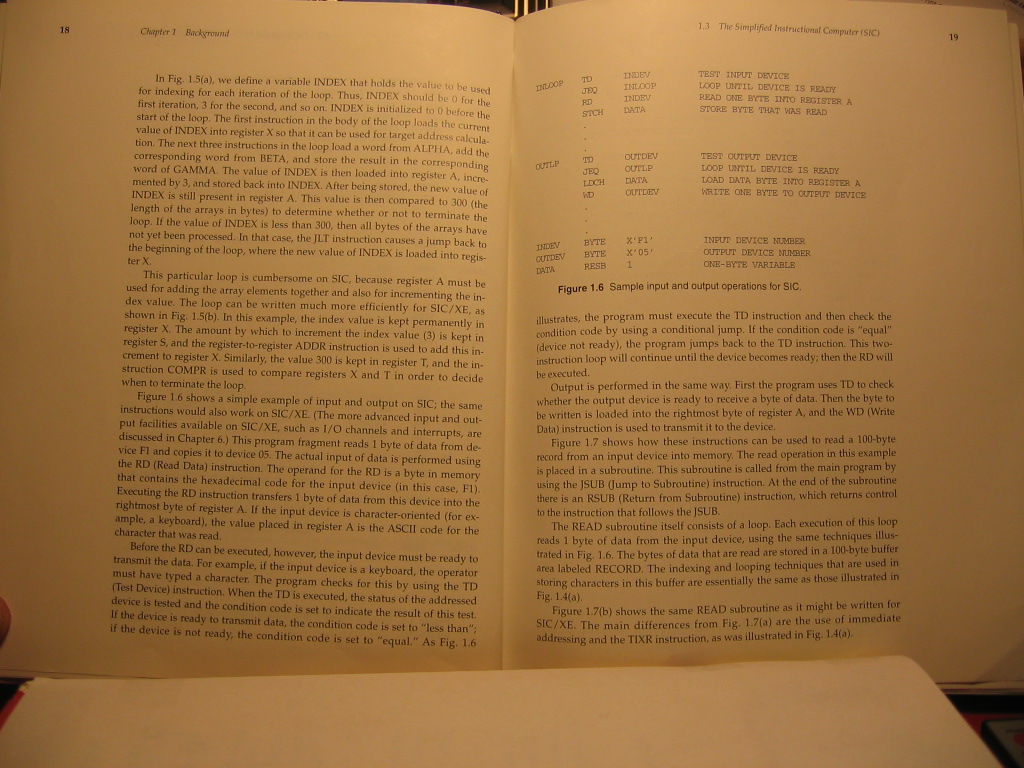 18
Chapter 1 Background
In Fig. 1.5(a), we define a variable INDEX that holds the value to be used
for indexing for each iteration of the loop. Thus, INDEX should be 0 for the
first iteration, 3 for the second, and so on. INDEX is initialized to 0 before the
start of the loop. The first instruction in the body of the loop loads the current
value of INDEX into register X so that it can be used for target address calcula-
tion. The next three instructions in the loop load a word from ALPHA, add the
corresponding word from BETA, and store the result in the corresponding
word of GAMMA. The value of INDEX is then loaded into register A, incre-
mented by 3, and stored back into INDEX. After being stored, the new value of
INDEX is still present in register A. This value is then compared to 300 (the
length of the arrays in bytes) to determine whether or not to terminate the
loop. If the value of INDEX is less than 300, then all bytes of the arrays have
not yet been processed. In that case, the JLT instruction causes a jump back to
the beginning of the loop, where the new value of INDEX is loaded into regis-
ter X.
This particular loop is cumbersome on SIC, because register A must be
used for adding the array elements together and also for incrementing the in-
dex value. The loop can be written much more efficiently for SIC/XE, as
shown in Fig. 1.5(b). In this example, the index value is kept permanently in
register X. The amount by which to increment the index value (3) is kept in
register S, and the register-to-register ADDR instruction is used to add this in-
crement to register X. Similarly, the value 300 is kept in register T, and the in-
struction COMPR is used to compare registers X and T in order to decide
when to terminate the loop.
Figure 1.6 shows a simple example of input and output on SIC; the same
instructions would also work on SIC/XE. (The more advanced input and out-
put facilities available on SIC/XE, such as I/O channels and interrupts, are
discussed in Chapter 6.) This program fragment reads 1 byte of data from de-
vice F1 and copies it to device 05. The actual input of data is performed using
the RD (Read Data) instruction. The operand for the RD is a byte in memory
that contains the hexadecimal code for the input device (in this case, F1).
Executing the RD instruction transfers 1 byte of data from this device into the
rightmost byte of register A. If the input device is character-oriented (for ex-
ample, a keyboard), the value placed in register A is the ASCII code for the
character that was read.
Before the RD can be executed, however, the input device must be ready to
transmit the data. For example, if the input device is a keyboard, the operator
must have typed a character. The program checks for this by using the TD
(Test Device) instruction. When the TD is executed, the status of the addressed
device is tested and the condition code is set to indicate the result of this test.
If the device is ready to transmit data, the condition code is set to “less than”;
if the device is not ready, the condition code is set to “equal.” As Fig. 1.6
1.3 The Simplified Instructional Computer (SIC)
19
INLOOP TD INDEV TEST INPUT DEVICE
JEQ INLOOP LOOP UNTIL DEVICE IS READY
RD INDEV READ ONE BYTE INTO REGISTER A
STCH DATA STORE BYTE THAT WAS READ
.
.
.
OUTLP TD OUTDEV TEST OUTPUT DEVICE
JEQ OUTLP LOOP UNTIL DEVICE IS READY
LDCH DATA LOAD DATA BYTE INTO REGISTER A
WD OUTDEV WRITE ONE BYTE TO OUTPUT DEVICE
.
.
.
INDEV BYTE X'F1' INPUT DEVICE NUMBER
OUTDEV BYTE X'05' OUTPUT DEVICE NUMBER
DATA RESB 1 ONE-BYTE VARIABLE
Figure 1.6 Sample input and output operations for SIC.
illustrates, the program must execute the TD instruction and then check the
condition code by using a conditional jump. If the condition code is “equal”
(device not ready), the program jumps back to the TD instruction. This two-
instruction loop will continue until the device becomes ready; then the RD will
be executed.
Output is performed in the same way. First the program uses TD to check
whether the output device is ready to receive a byte of data. Then the byte to
be written is loaded into the rightmost byte of register A, and the WD (Write
Data) instruction is used to transmit it to the device.
Figure 1.7 shows how these instructions can be used to read a 100-byte
record from an input device into memory. The read operation in this example
is placed in a subroutine. This subroutine is called from the main program by
using the JSUB (Jump to Subroutine) instruction. At the end of the subroutine
there is an RSUB (Return from Subroutine) instruction, which returns control
to the instruction that follows the JSUB.
The READ subroutine itself consists of a loop. Each execution of this loop
reads 1 byte of data from the input device, using the same techniques illus-
trated in Fig. 1.6. The bytes of data that are read are stored in a 100-byte buffer
area labeled RECORD. The indexing and looping techniques that are used in
storing characters in this buffer are essentially the same as those illustrated in
Fig. 1.4(a).
Figure 1.7(b) shows the same READ subroutine as it might be written for
SIC/XE. The main differences from Fig. 1.7(a) are the use of immediate
addressing and the TIXR instruction, as was illustrated in Fig. 1.4(a).